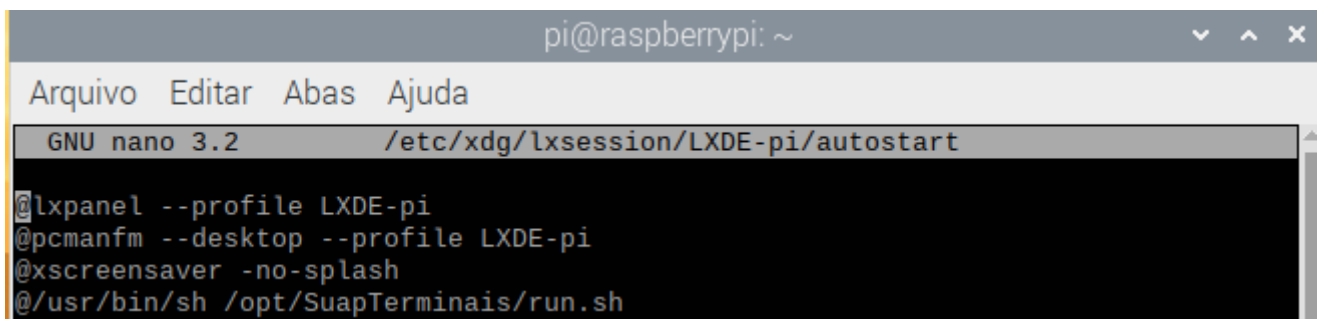 pi@raspberrypi: ~
Arquivo Editar Abas Ajuda
GNU nano 3.2 /etc/xdg/lxsession/LXDE-pi/autostart
@lxpanel --profile LXDE-pi
@pcmanfm --desktop --profile LXDE-pi
@xscreensaver -no-splash
@/usr/bin/sh /opt/SuapTerminais/run.sh